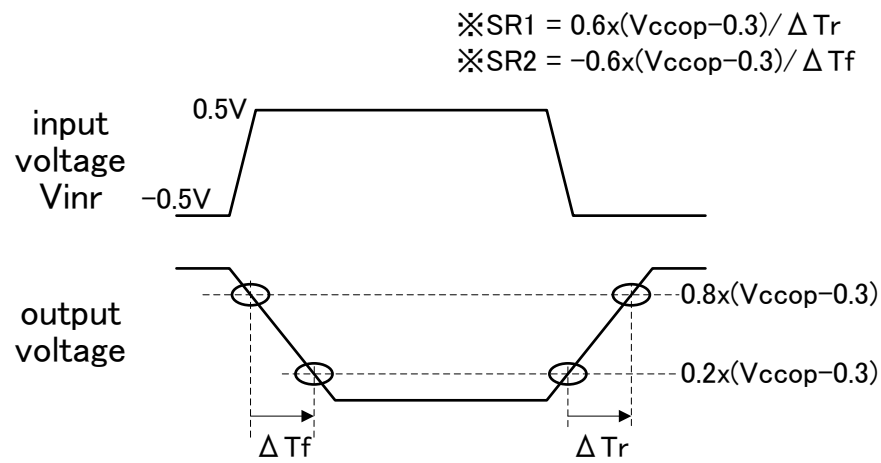 ※SR1 = 0.6x(Vccop-0.3)/ΔTr
※SR2 = -0.6x(Vccop-0.3)/ΔTf
input
voltage
Vinr
0.5V
-0.5V
output
voltage
0.8x(Vccop-0.3)
0.2x(Vccop-0.3)
ΔTf
ΔTr